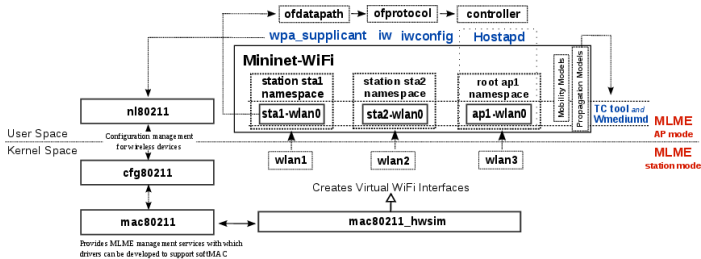 ofdatapath
ofprotocol
controller
wpa_supplicant iw iwconfig Hostapd
Mininet-WiFi
station sta1
namespace
sta1-wlan0
station sta2
namespace
sta2-wlan0
root ap1
namespace
ap1-wlan0
Mobility Models
Propagation Models
TC tool and
Wmediumd
nl80211
User Space
Kernel Space
Configuration management
for wireless devices
MLME
AP mode
MLME
station mode
wlan1
wlan2
wlan3
cfg80211
Creates Virtual WiFi Interfaces
mac80211
mac80211_hwsim
Provides MLME management services with which
drivers can be developed to support softMAC